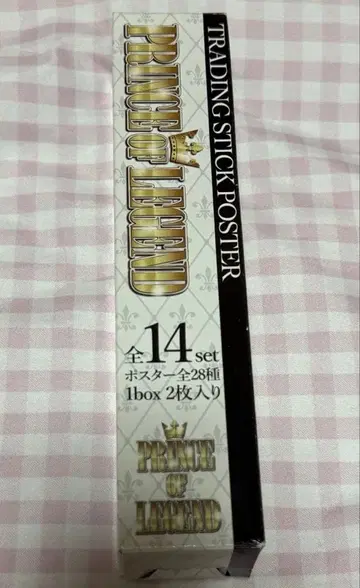 TRADING STICK POSTER
PRINCE OF LEGEND
全14set
ポスター全28種
1box 2枚入り
PRINCE
OF
LEGEND